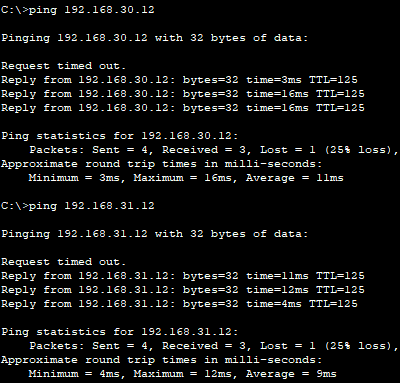 C:\>ping 192.168.30.12
Pinging 192.168.30.12 with 32 bytes of data:
Request timed out.
Reply from 192.168.30.12: bytes=32 time=3ms TTL=125
Reply from 192.168.30.12: bytes=32 time=16ms TTL=125
Reply from 192.168.30.12: bytes=32 time=16ms TTL=125
Ping statistics for 192.168.30.12:
Packets: Sent = 4, Received = 3, Lost = 1 (25% loss),
Approximate round trip times in milli-seconds:
Minimum = 3ms, Maximum = 16ms, Average = 11ms
C:\>ping 192.168.31.12
Pinging 192.168.31.12 with 32 bytes of data:
Request timed out.
Reply from 192.168.31.12: bytes=32 time=11ms TTL=125
Reply from 192.168.31.12: bytes=32 time=12ms TTL=125
Reply from 192.168.31.12: bytes=32 time=4ms TTL=125
Ping statistics for 192.168.31.12:
Packets: Sent = 4, Received = 3, Lost = 1 (25% loss),
Approximate round trip times in milli-seconds:
Minimum = 4ms, Maximum = 12ms, Average = 9ms